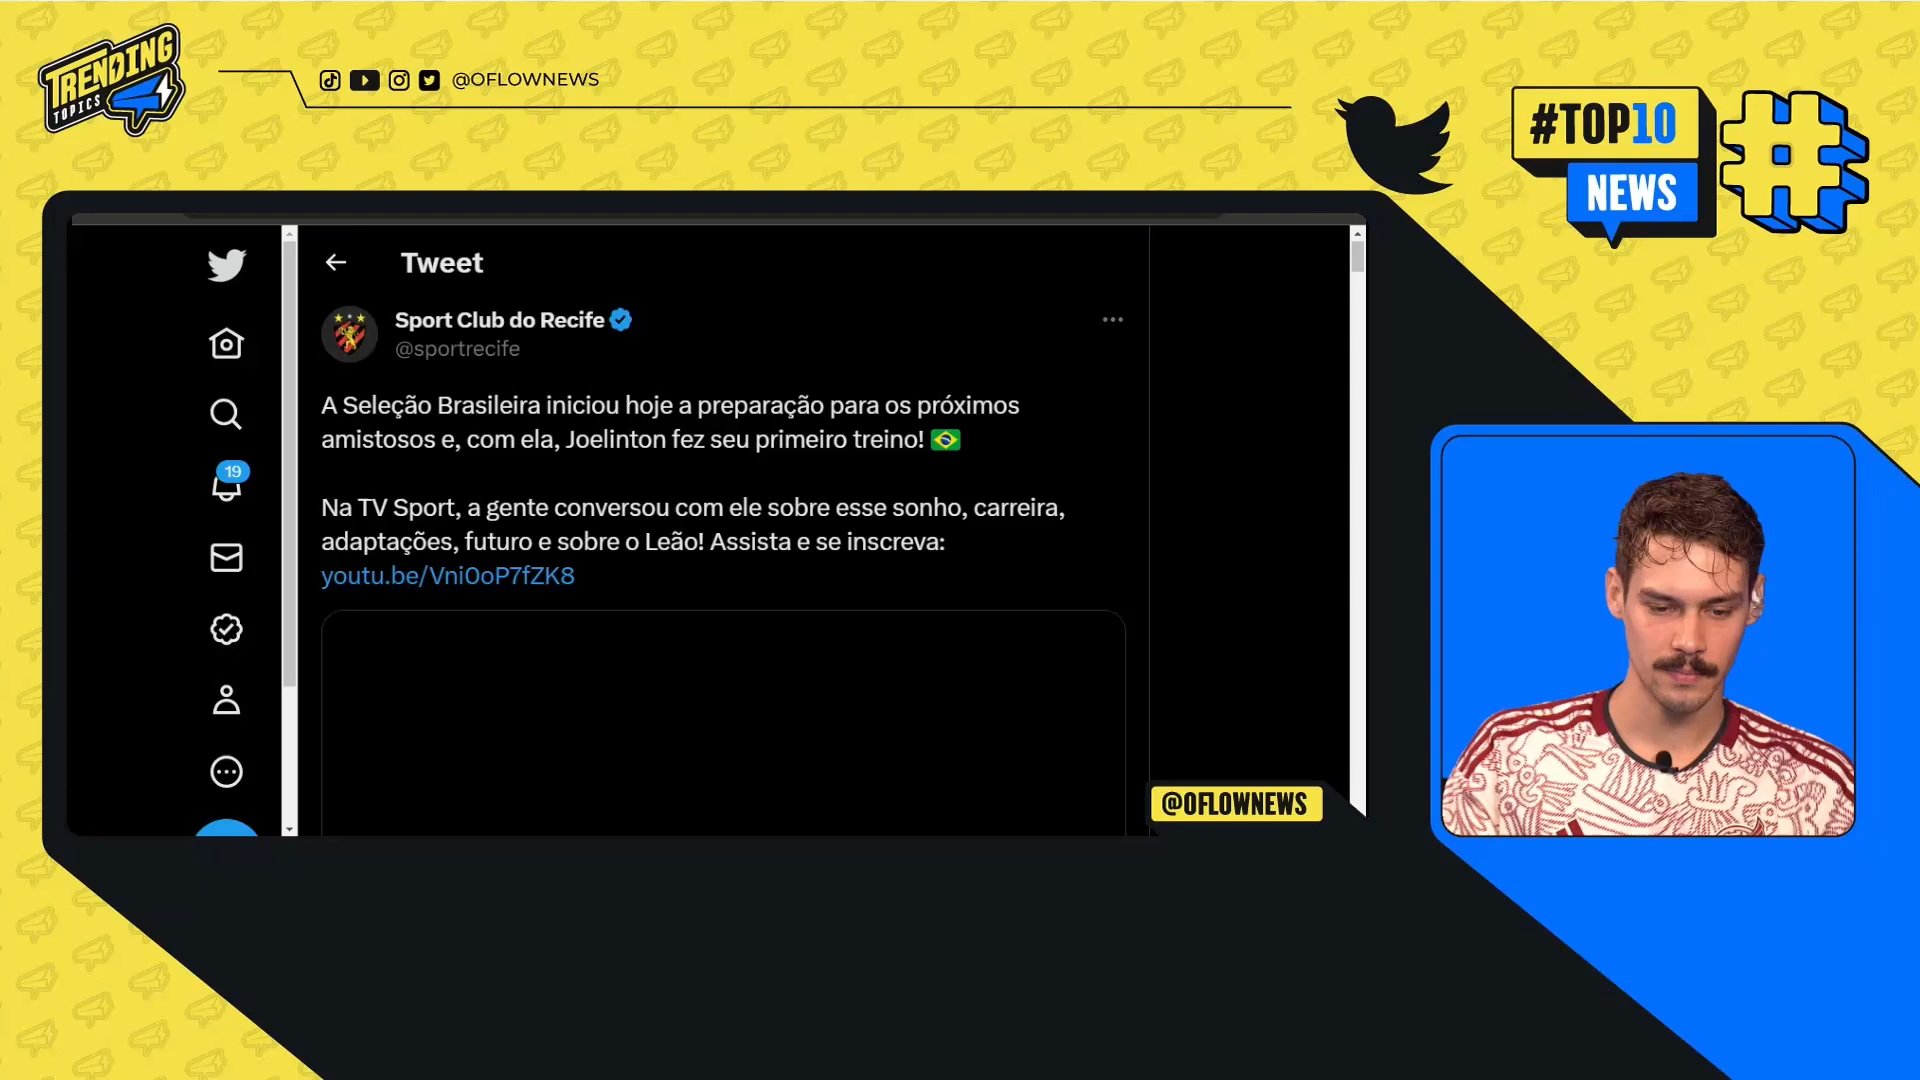 TRENDING
TOPICS
@OFLOWNEWS
#TOP10
NEWS
Tweet
Sport Club do Recife
@sportrecife
A Seleção Brasileira iniciou hoje a preparação para os próximos
amistosos e, com ela, Joelinton fez seu primeiro treino! 🇧🇷
Na TV Sport, a gente conversou com ele sobre esse sonho, carreira,
adaptações, futuro e sobre o Leão! Assista e se inscreva:
youtu.be/Vni0oP7fZK8
19
@OFLOWNEWS